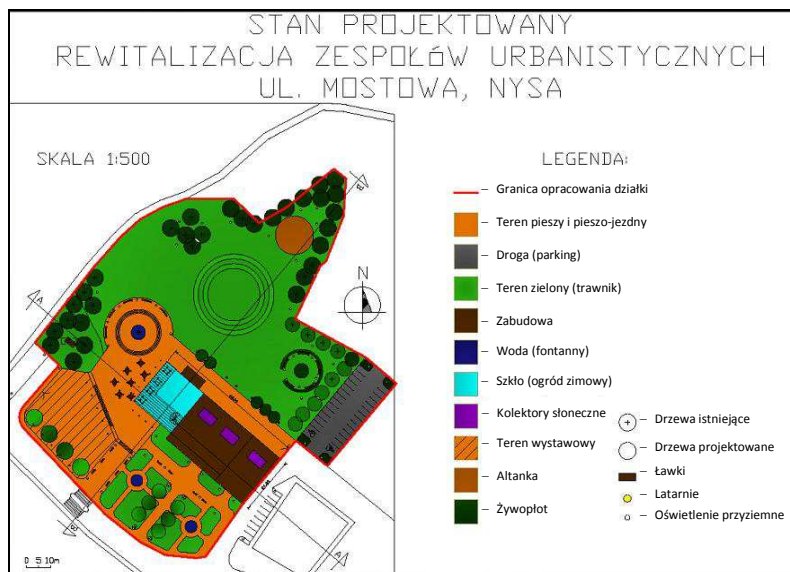 STAN PROJEKTOWANY
REWITALIZACJA ZESPOŁÓW URBANISTYCZNYCH
UL. MOSTOWA, NYSA
SKALA 1:500
N
A
B
A
B
0 5 10m
LEGENDA:
– Granica opracowania działki
– Teren pieszy i pieszo-jezdny
– Droga (parking)
– Teren zielony (trawnik)
– Zabudowa
– Woda (fontanny)
– Szkło (ogród zimowy)
– Kolektory słoneczne
– Teren wystawowy
– Altanka
– Żywopłot
– Drzewa istniejące
– Drzewa projektowane
– Ławki
– Latarnie
– Oświetlenie przyziemne